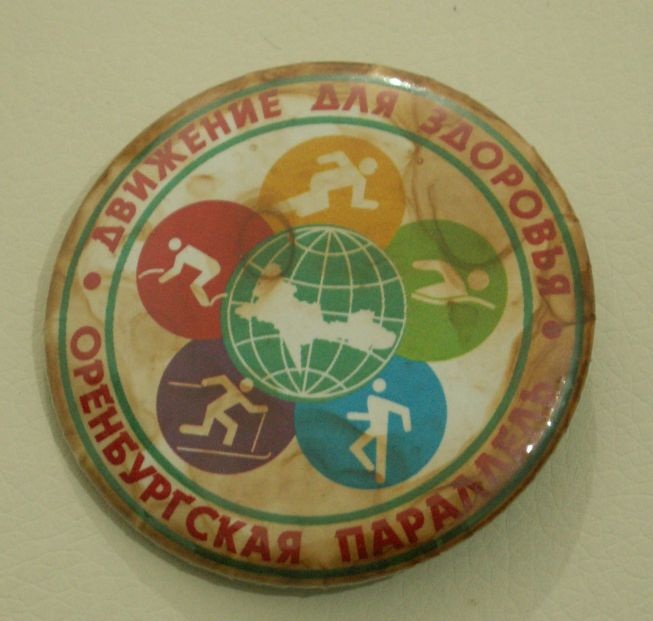 ДВИЖЕНИЕ ДЛЯ ЗДОРОВЬЯ
ОРЕНБУРГСКАЯ ПАРАЛЛЕЛЬ